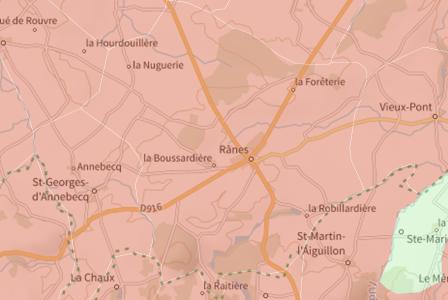 ué de Rouvre
la Hourdouillère
la Nuguerie
la Forêterie
Vieux-Pont
Rânes
la Boussardière
Annebecq
St-Georges-
d'Annebecq
D916
la Robillardière
St-Martin-
l'Aiguillon
la
Ste-Mari
La Chaux
la Raitière
Le Mé